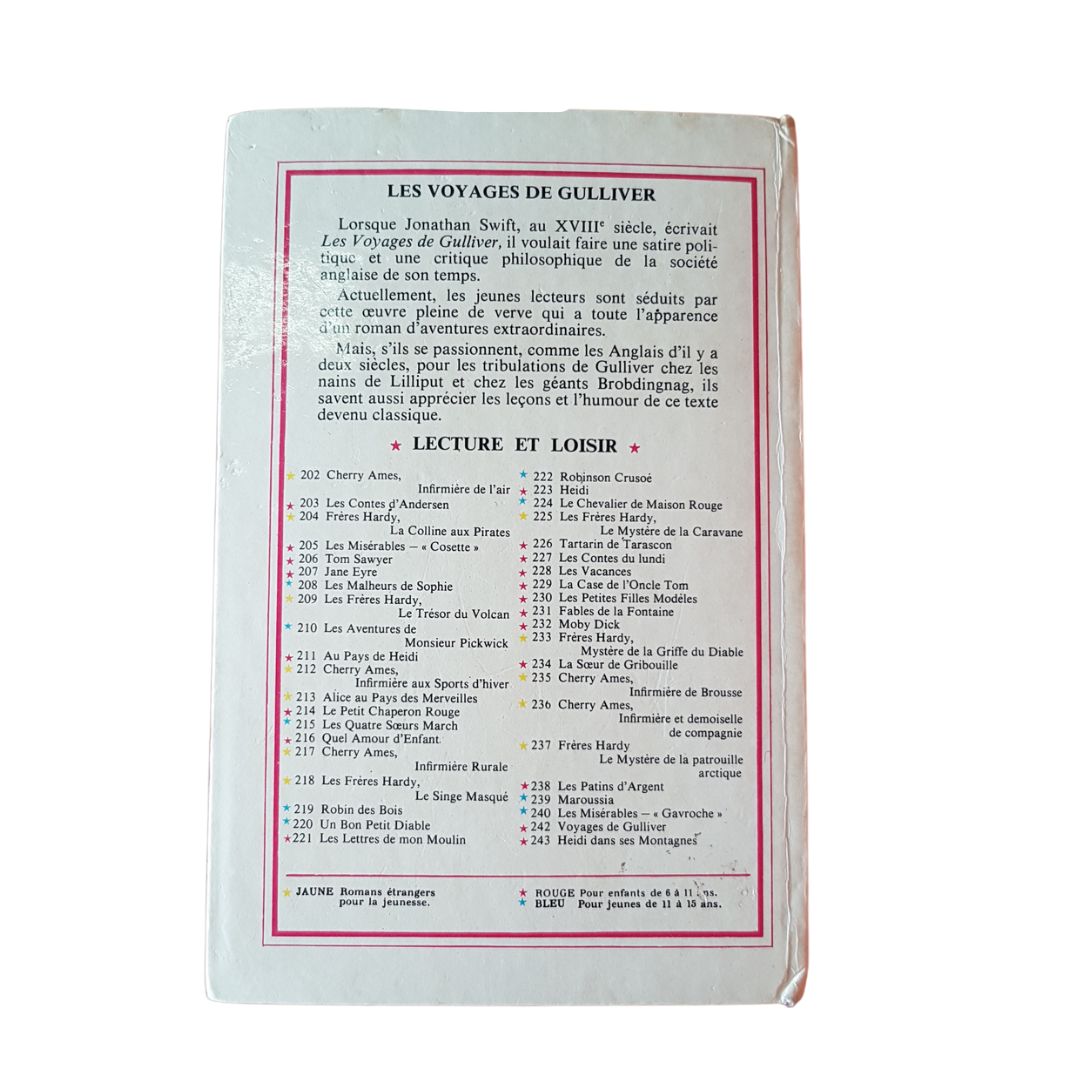 LES VOYAGES DE GULLIVER
Lorsque Jonathan Swift, au XVIIIe siècle, écrivait
Les Voyages de Gulliver, il voulait faire une satire poli-
tique et une critique philosophique de la société
anglaise de son temps.
Actuellement, les jeunes lecteurs sont séduits par
cette œuvre pleine de verve qui a toute l'apparence
d'un roman d'aventures extraordinaires.
Mais, s'ils se passionnent, comme les Anglais d'il y a
deux siècles, pour les tribulations de Gulliver chez les
nains de Lilliput et chez les géants Brobdingnag, ils
savent aussi apprécier les leçons et l'humour de ce texte
devenu classique.
★ LECTURE ET LOISIR ★
★ 202 Cherry Ames,
Infirmière de l'air
★ 203 Les Contes d'Andersen
★ 204 Frères Hardy,
La Colline aux Pirates
★ 205 Les Misérables — « Cosette »
★ 206 Tom Sawyer
★ 207 Jane Eyre
★ 208 Les Malheurs de Sophie
★ 209 Les Frères Hardy,
Le Trésor du Volcan
★ 210 Les Aventures de
Monsieur Pickwick
★ 211 Au Pays de Heidi
★ 212 Cherry Ames,
Infirmière aux Sports d'hiver
★ 213 Alice au Pays des Merveilles
★ 214 Le Petit Chaperon Rouge
★ 215 Les Quatre Sœurs March
★ 216 Quel Amour d'Enfant
★ 217 Cherry Ames,
Infirmière Rurale
★ 218 Les Frères Hardy,
Le Singe Masqué
★ 219 Robin des Bois
★ 220 Un Bon Petit Diable
★ 221 Les Lettres de mon Moulin
★ 222 Robinson Crusoé
★ 223 Heidi
★ 224 Le Chevalier de Maison Rouge
★ 225 Les Frères Hardy,
Le Mystère de la Caravane
★ 226 Tartarin de Tarascon
★ 227 Les Contes du lundi
★ 228 Les Vacances
★ 229 La Case de l'Oncle Tom
★ 230 Les Petites Filles Modèles
★ 231 Fables de la Fontaine
★ 232 Moby Dick
★ 233 Frères Hardy,
Mystère de la Griffe du Diable
★ 234 La Sœur de Gribouille
★ 235 Cherry Ames,
Infirmière de Brousse
★ 236 Cherry Ames,
Infirmière et demoiselle
de compagnie
★ 237 Frères Hardy
Le Mystère de la patrouille
arctique
★ 238 Les Patins d'Argent
★ 239 Maroussia
★ 240 Les Misérables — « Gavroche »
★ 242 Voyages de Gulliver
★ 243 Heidi dans ses Montagnes
★ JAUNE Romans étrangers
pour la jeunesse.
★ ROUGE Pour enfants de 6 à 11 ans.
★ BLEU Pour jeunes de 11 à 15 ans.